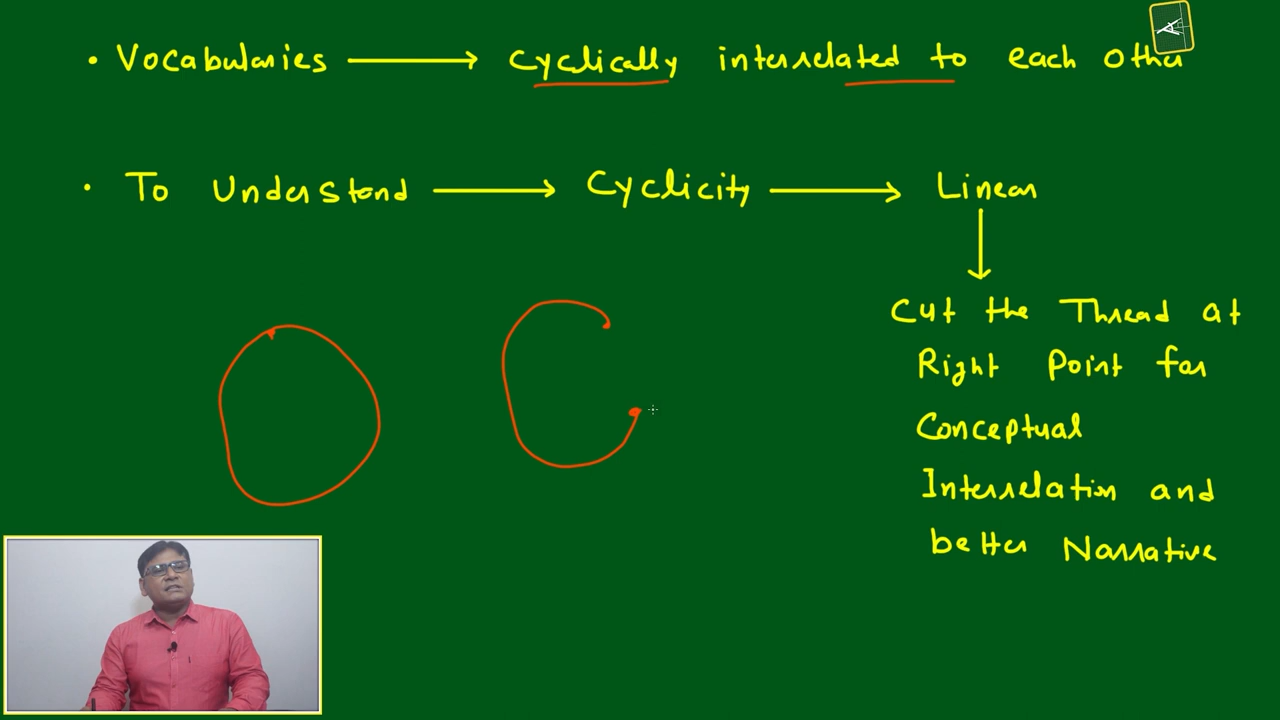 • Vocabularies → Cyclically interrelated to each other
• To Understand → Cyclicity → Linear
Cut the Thread at
Right Point for
Conceptual
Interrelation and
better Narrative